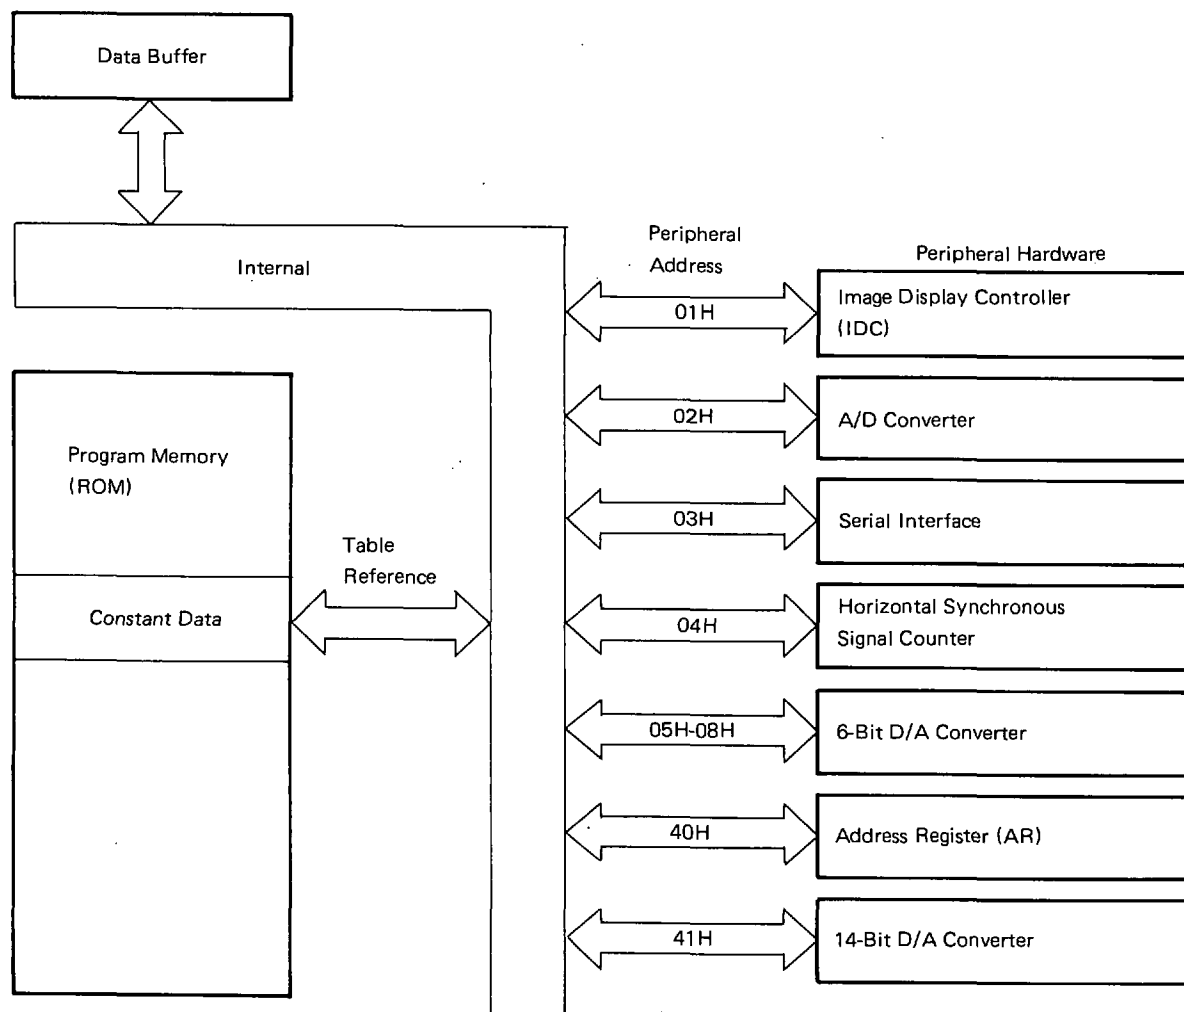 Data Buffer
Internal
Program Memory
(ROM)
Constant Data
Table
Reference
Peripheral
Address
Peripheral Hardware
01H
Image Display Controller
(IDC)
02H
A/D Converter
03H
Serial Interface
04H
Horizontal Synchronous
Signal Counter
05H-08H
6-Bit D/A Converter
40H
Address Register (AR)
41H
14-Bit D/A Converter